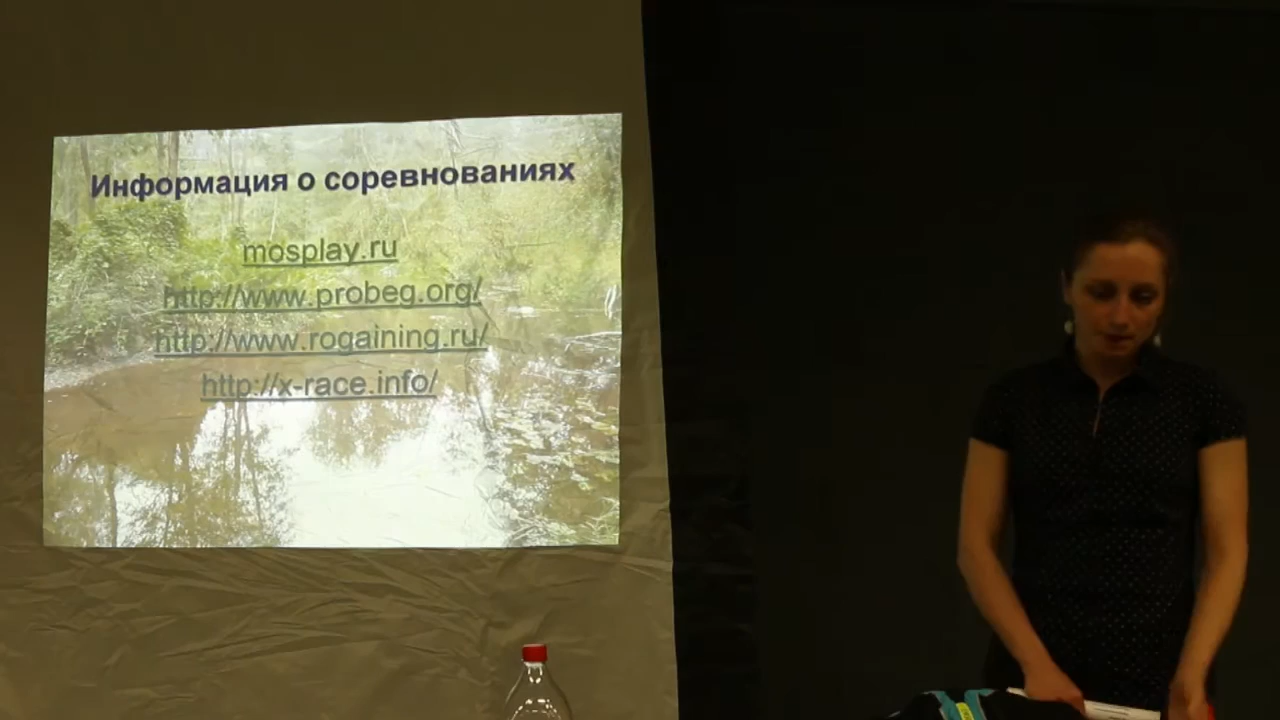 Информация о соревнованиях
mosplay.ru
http://www.probeg.org/
http://www.rogaining.ru/
http://x-race.info/